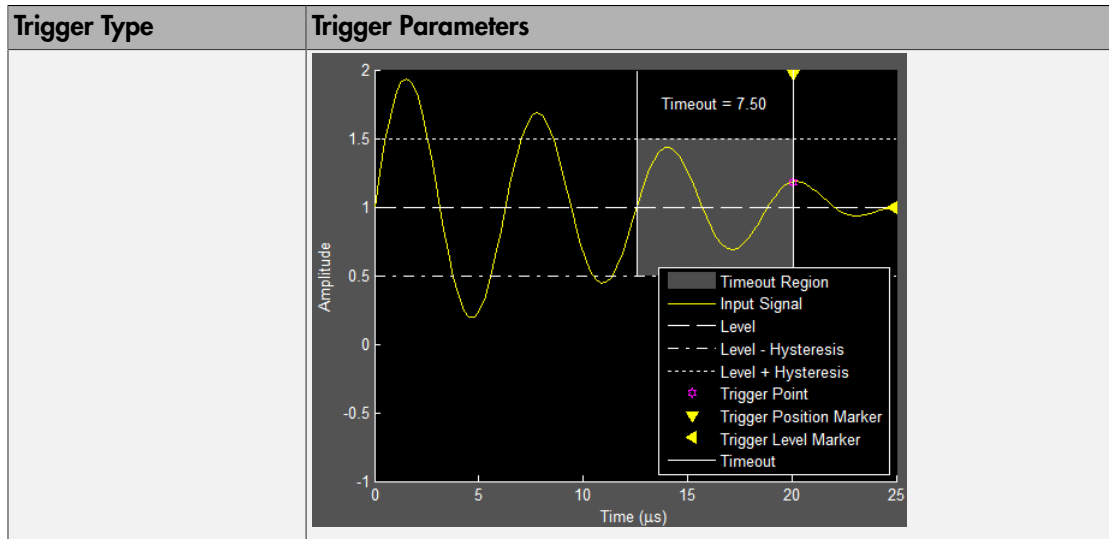 Trigger Type
Trigger Parameters
Timeout = 7.50
2
1.5
1
0.5
0
-0.5
-1
Amplitude
Timeout Region
Input Signal
Level
Level - Hysteresis
Level + Hysteresis
Trigger Point
Trigger Position Marker
Trigger Level Marker
Timeout
0
5
10
15
20
25
Time (µs)